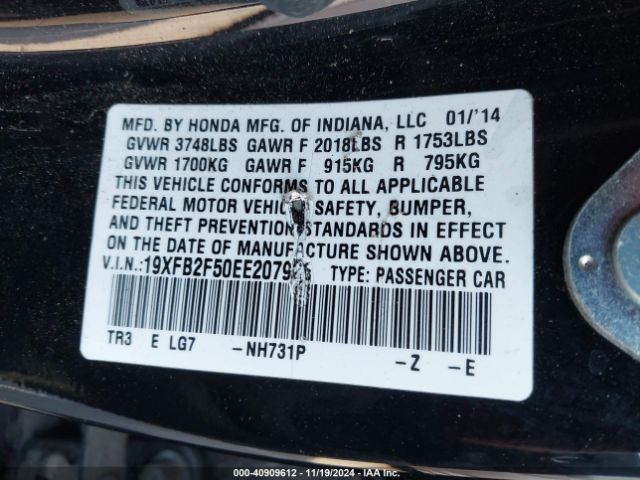 MFD. BY HONDA MFG. OF INDIANA, LLC 01/'14
GVWR 3748LBS GAWR F 2018LBS R 1753LBS
GVWR 1700KG GAWR F 915KG R 795KG
THIS VEHICLE CONFORMS TO ALL APPLICABLE
FEDERAL MOTOR SAFETY, BUMPER,
AND THEFT PREVENTION STANDARDS IN EFFECT
ON THE DATE OF MANUFACTURE SHOWN ABOVE.
V.I.N.: TYPE: PASSENGER CAR
TR3 E LG7 -NH731P -Z -E
000-40909612 - 11/19/2024 - IAA Inc.